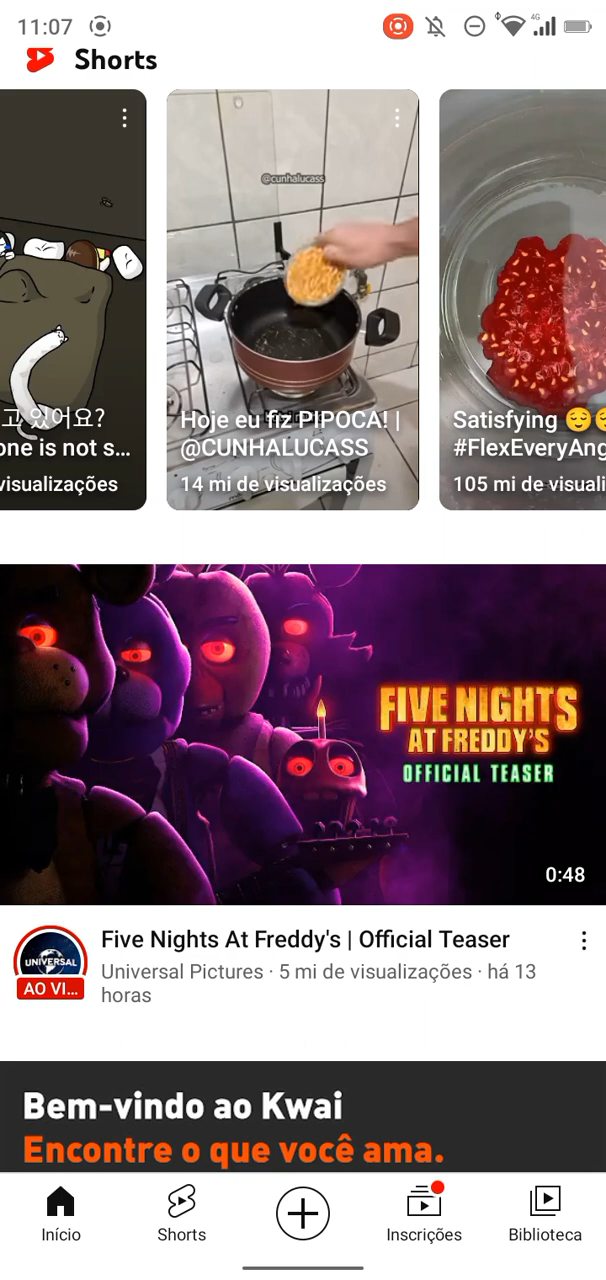 11:07
4G
Shorts
@cunhalucass
고 있어요?
one is not s...
visualizações
Hoje eu fiz PIPOCA! |
@CUNHALUCASS
14 mi de visualizações
Satisfying 😌
#FlexEveryAng
105 mi de visuali
FIVE NIGHTS
AT FREDDY'S
OFFICIAL TEASER
0:48
UNIVERSAL
AO VI...
Five Nights At Freddy's | Official Teaser
Universal Pictures · 5 mi de visualizações · há 13
horas
Bem-vindo ao Kwai
Encontre o que você ama.
Início
Shorts
Inscrições
Biblioteca